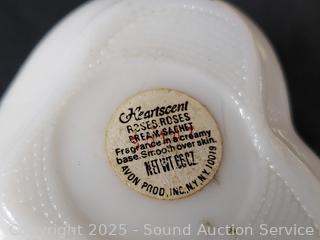 Heartscent
ROSES, ROSES
CREAM SACHET
Fragrance in a creamy
base. Smooth over skin.
NET WT .66 OZ.
AVON PROD., INC. N.Y., N.Y. 10019
Copyright 2025 - Sound Auction Service